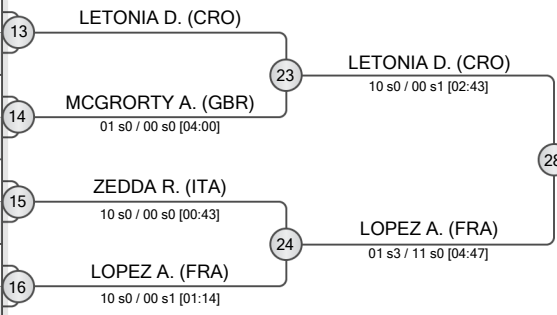 LETONIA D. (CRO)
13
LETONIA D. (CRO)
23
10 s0 / 00 s1 [02:43]
MCGRORTY A. (GBR)
14
01 s0 / 00 s0 [04:00]
28
ZEDDA R. (ITA)
15
10 s0 / 00 s0 [00:43]
LOPEZ A. (FRA)
24
01 s3 / 11 s0 [04:47]
LOPEZ A. (FRA)
16
10 s0 / 00 s1 [01:14]